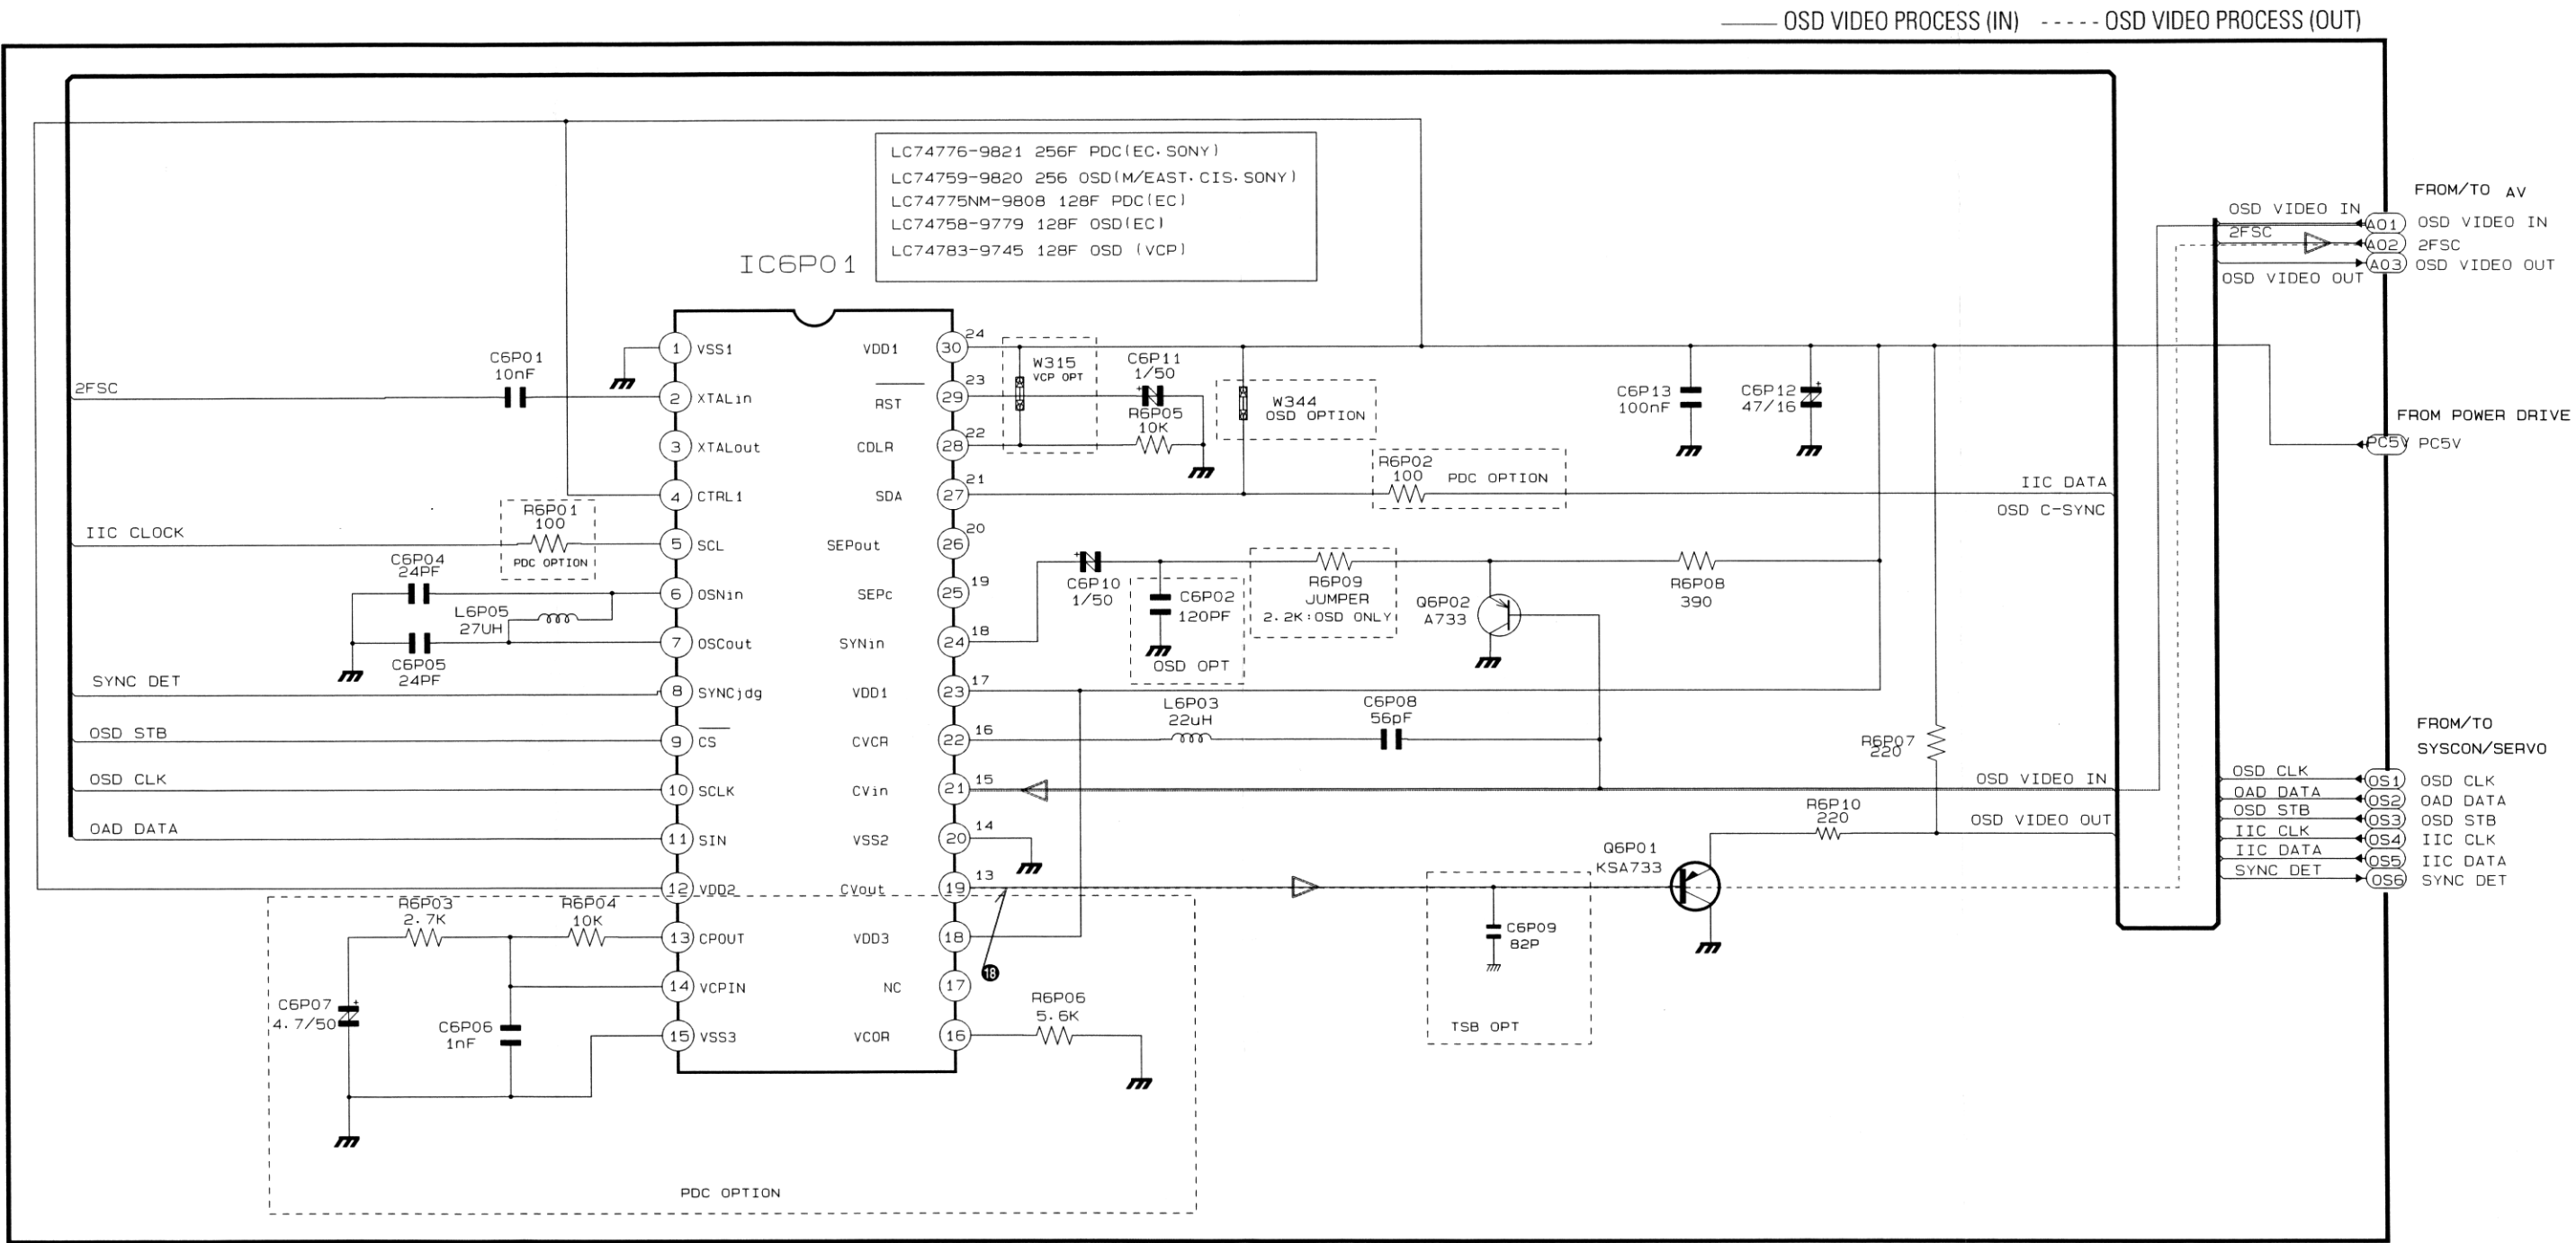 OSD VIDEO PROCESS (IN) ----- OSD VIDEO PROCESS (OUT)
LC74776-9821 256F PDC(EC.SONY)
LC74759-9820 256 OSD(M/EAST.CIS.SONY)
LC74775NM-9808 128F PDC(EC)
LC74758-9779 128F OSD(EC)
LC74783-9745 128F OSD (VCP)
IC6P01
FROM/TO AV
OSD VIDEO IN
A01 OSD VIDEO IN
2FSC
A02 2FSC
A03 OSD VIDEO OUT
OSD VIDEO OUT
FROM POWER DRIVE
PC5V PC5V
FROM/TO
SYSCON/SERVO
OSD CLK
OS1 OSD CLK
OAD DATA
OS2 OAD DATA
OSD STB
OS3 OSD STB
IIC CLK
OS4 IIC CLK
IIC DATA
OS5 IIC DATA
SYNC DET
OS6 SYNC DET
2FSC
C6P01
10nF
IIC CLOCK
R6P01
100
PDC OPTION
C6P04
24PF
L6P05
27UH
C6P05
24PF
SYNC DET
OSD STB
OSD CLK
OAD DATA
1 VSS1
2 XTALin
3 XTALout
4 CTRL1
5 SCL
6 OSNin
7 OSCout
8 SYNCjdg
9 CS
10 SCLK
11 SIN
12 VDD2
13 CPOUT
14 VCPIN
15 VSS3
VDD1 30 24
RST 29 23
CDLR 28 22
SDA 27 21
SEPout 26 20
SEPc 25 19
SYNin 24 18
VDD1 23 17
CVCR 22 16
CVin 21 15
VSS2 20 14
CVout 19 13
VDD3 18
NC 17
VCOR 16
W315
VCP OPT
C6P11
1/50
R6P05
10K
W344
OSD OPTION
R6P02
100
PDC OPTION
C6P13
100nF
C6P12
47/16
IIC DATA
OSD C-SYNC
C6P10
1/50
C6P02
120PF
OSD OPT
R6P09
JUMPER
2.2K:OSD ONLY
Q6P02
A733
R6P08
390
L6P03
22uH
C6P08
56pF
R6P07
220
OSD VIDEO IN
R6P10
220
OSD VIDEO OUT
Q6P01
KSA733
C6P09
82P
TSB OPT
18
R6P06
5.6K
R6P03
2.7K
R6P04
10K
C6P07
4.7/50
C6P06
1nF
PDC OPTION